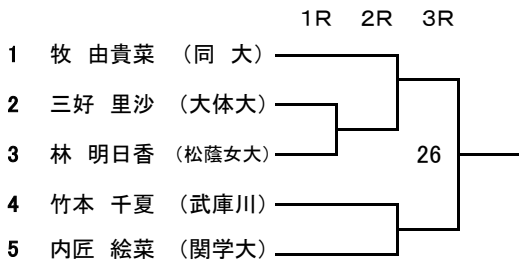 1R 2R 3R
1 牧 由貴菜 (同 大)
2 三好 里沙 (大体大)
3 林 明日香 (松蔭女大)
26
4 竹本 千夏 (武庫川)
5 内匠 絵菜 (関学大)